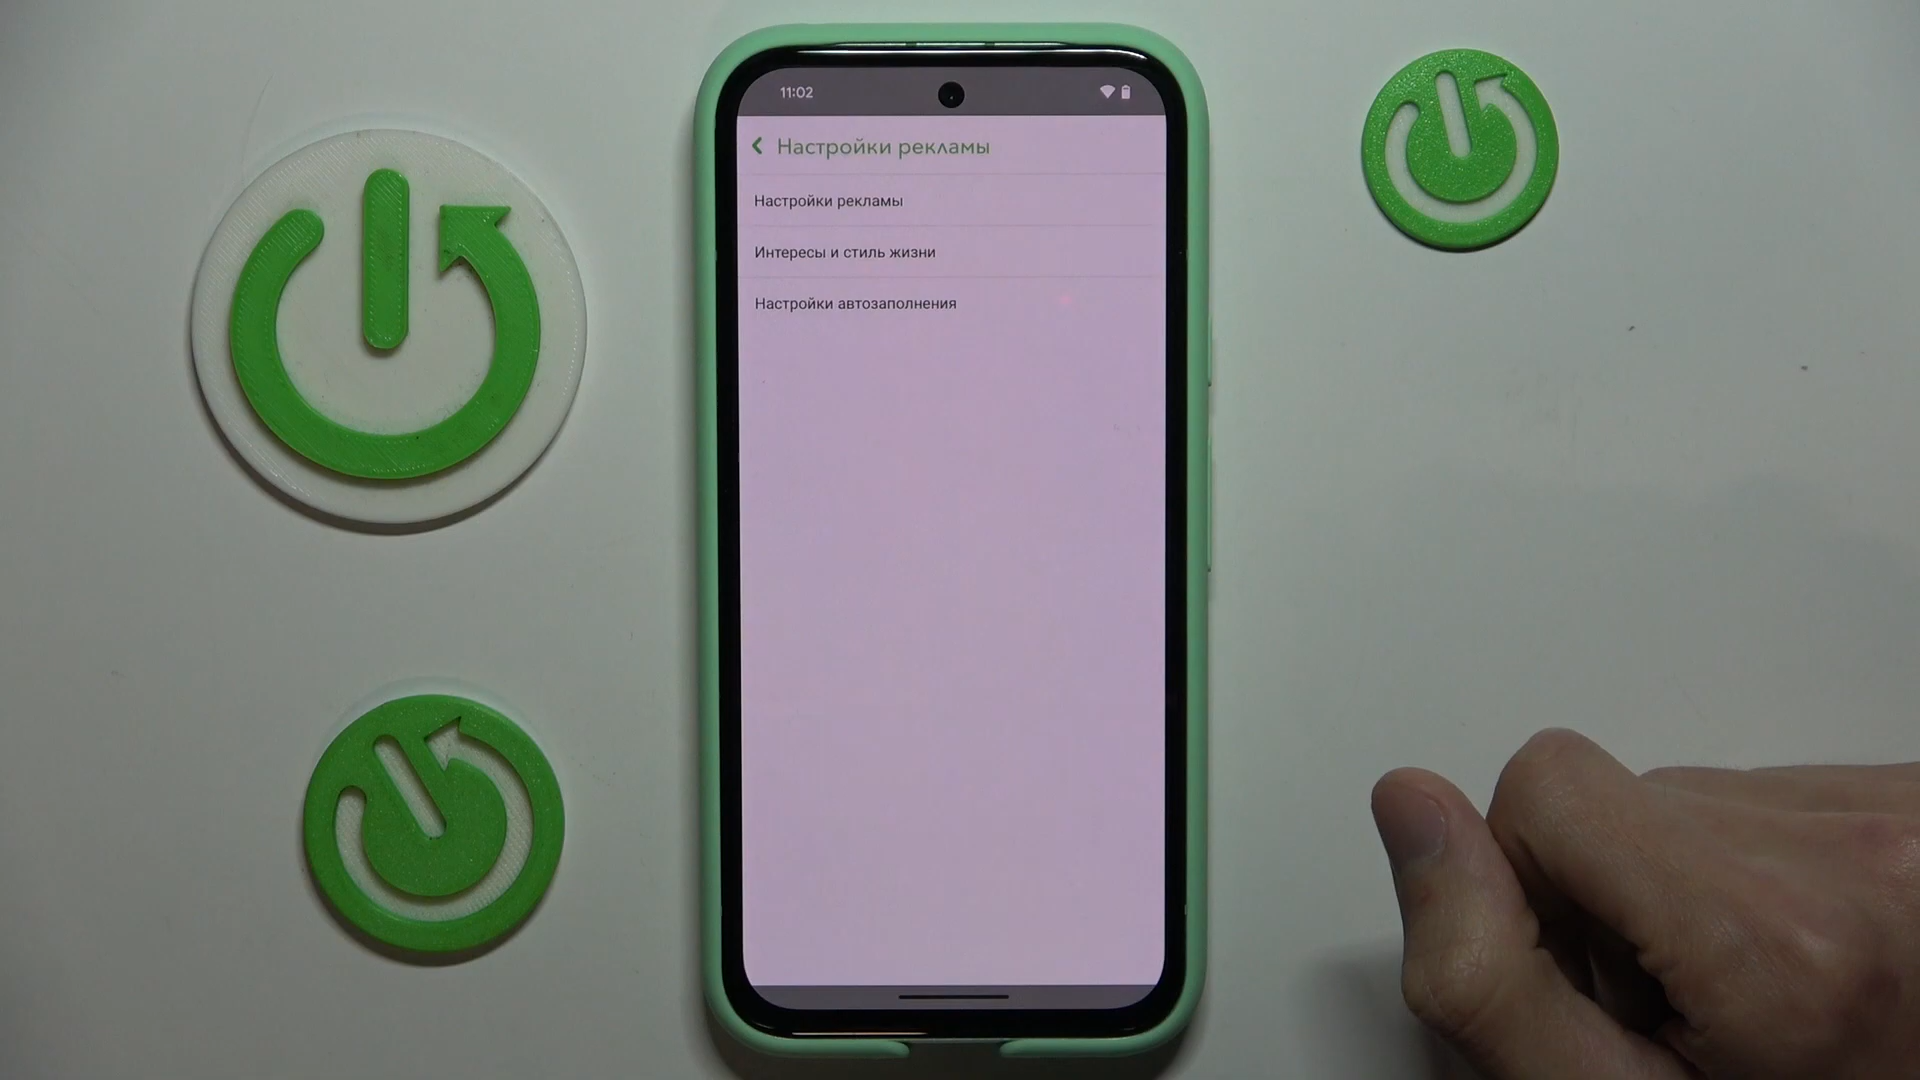 11:02
Настройки рекламы
Настройки рекламы
Интересы и стиль жизни
Настройки автозаполнения